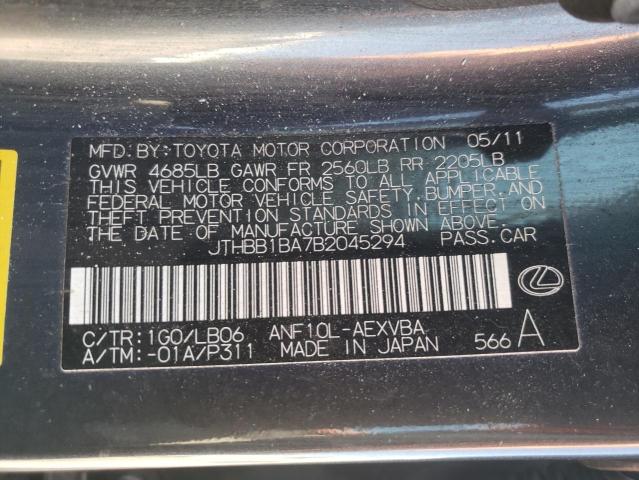 MFD.BY:TOYOTA MOTOR CORPORATION 05/11
GVWR 4685LB GAWR FR 2560LB RR 2205LB
THIS VEHICLE CONFORMS TO ALL APPLICABLE
FEDERAL MOTOR VEHICLE SAFETY, BUMPER, AND
THEFT PREVENTION STANDARDS IN EFFECT ON
THE DATE OF MANUFACTURE SHOWN ABOVE.
JTHBB1BA7B2045294 PASS.CAR
C/TR:1G0/LB06 ANF10L-AEXVBA
A/TM:-01A/P311 MADE IN JAPAN 566 A